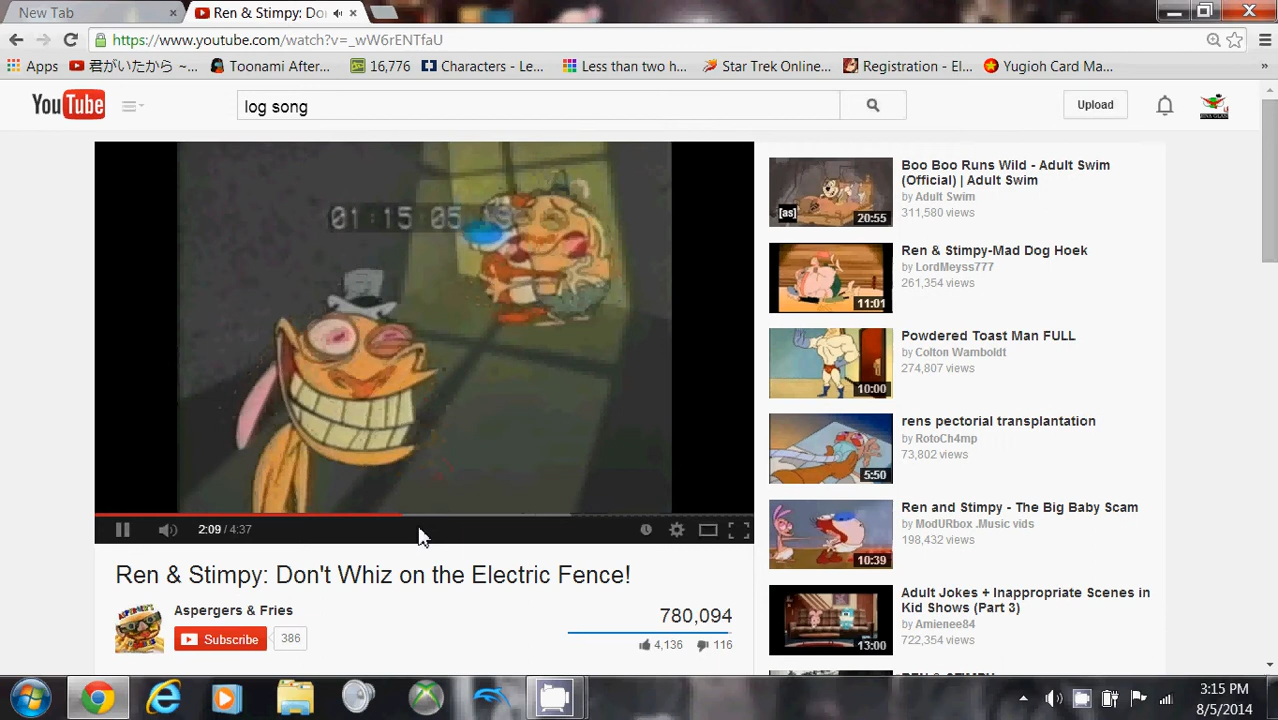 New Tab
Ren & Stimpy: Do
https://www.youtube.com/watch?v=_wW6rENTfaU
Apps
君がいたから ~...
Toonami After...
16,776
Characters - Le...
Less than two h...
Star Trek Online...
Registration - El...
Yugioh Card Ma...
»
YouTube
log song
Upload
01:15:05
2:09 / 4:37
Ren & Stimpy: Don't Whiz on the Electric Fence!
Aspergers & Fries
Subscribe
386
780,094
4,136
116
[as]
20:55
Boo Boo Runs Wild - Adult Swim
(Official) | Adult Swim
by Adult Swim
311,580 views
11:01
Ren & Stimpy-Mad Dog Hoek
by LordMeyss777
261,354 views
10:00
Powdered Toast Man FULL
by Colton Wamboldt
274,807 views
5:50
rens pectorial transplantation
by RotoCh4mp
73,802 views
10:39
Ren and Stimpy - The Big Baby Scam
by ModURbox .Music vids
198,432 views
13:00
Adult Jokes + Inappropriate Scenes in
Kid Shows (Part 3)
by Amienee84
722,354 views
3:15 PM
8/5/2014